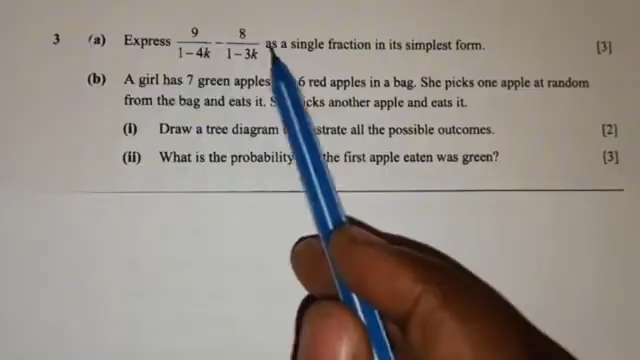 3 (a) Express 9/(1 − 4k) − 8/(1 − 3k) as a single fraction in its simplest form. [3]
(b) A girl has 7 green apples 6 red apples in a bag. She picks one apple at random
from the bag and eats it. S icks another apple and eats it.
(i) Draw a tree diagram strate all the possible outcomes. [2]
(ii) What is the probability the first apple eaten was green? [3]